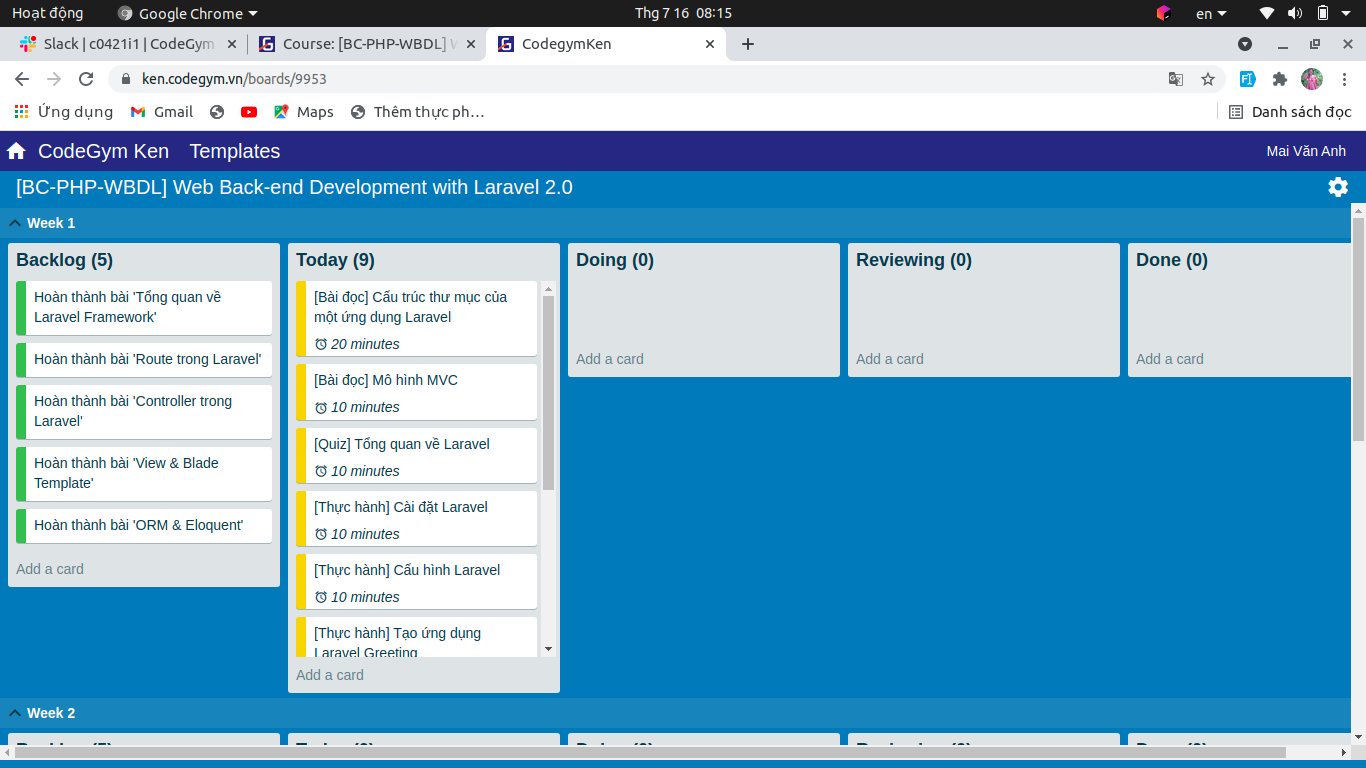 Hoạt động
Google Chrome
Thg 7 16 08:15
en
Slack | c0421i1 | CodeGym
Course: [BC-PHP-WBDL] W
CodegymKen
ken.codegym.vn/boards/9953
Ứng dụng
Gmail
Maps
Thêm thực ph…
Danh sách đọc
CodeGym Ken
Templates
Mai Văn Anh
[BC-PHP-WBDL] Web Back-end Development with Laravel 2.0
Week 1
Backlog (5)
Hoàn thành bài 'Tổng quan về
Laravel Framework'
Hoàn thành bài 'Route trong Laravel'
Hoàn thành bài 'Controller trong
Laravel'
Hoàn thành bài 'View & Blade
Template'
Hoàn thành bài 'ORM & Eloquent'
Add a card
Today (9)
[Bài đọc] Cấu trúc thư mục của
một ứng dụng Laravel
20 minutes
[Bài đọc] Mô hình MVC
10 minutes
[Quiz] Tổng quan về Laravel
10 minutes
[Thực hành] Cài đặt Laravel
10 minutes
[Thực hành] Cấu hình Laravel
10 minutes
[Thực hành] Tạo ứng dụng
Laravel Greeting
Add a card
Doing (0)
Add a card
Reviewing (0)
Add a card
Done (0)
Add a card
Week 2